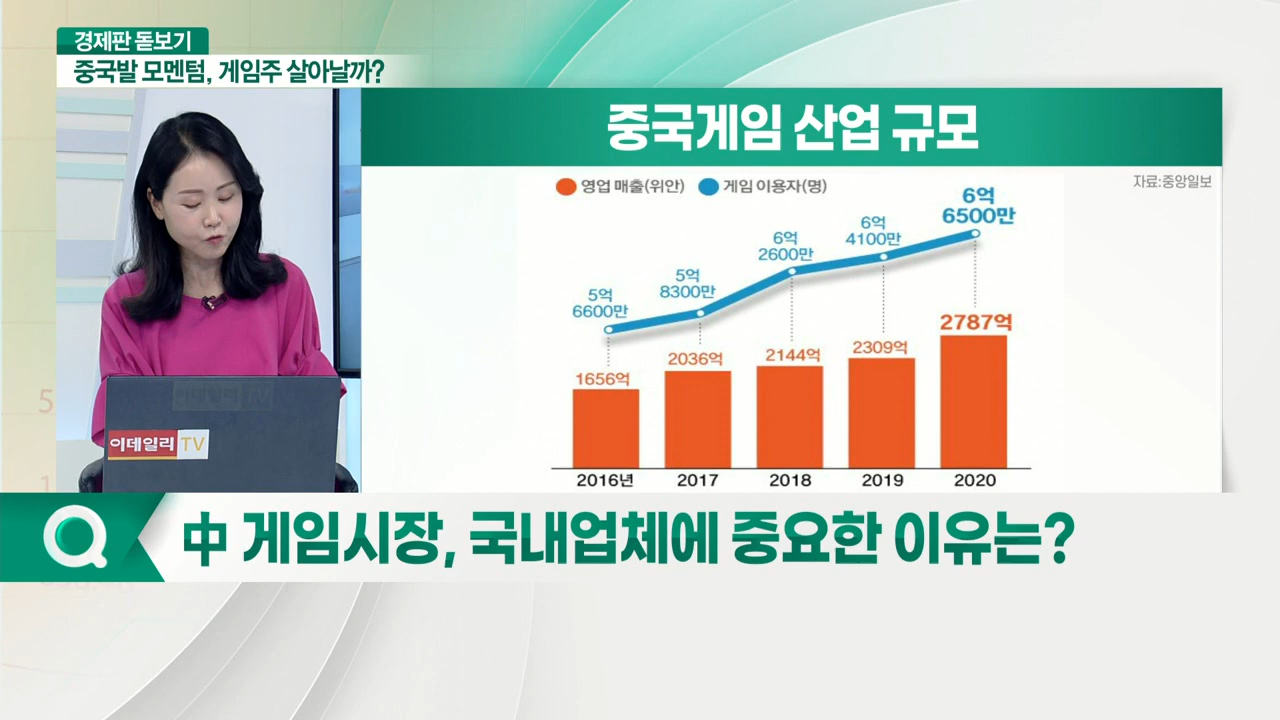 경제판 돋보기
중국발 모멘텀, 게임주 살아날까?
중국게임 산업 규모
영업 매출(위안) 게임 이용자(명)
자료:중앙일보
5억
6600만
5억
8300만
6억
2600만
6억
4100만
6억
6500만
1656억
2036억
2144억
2309억
2787억
2016년 2017 2018 2019 2020
이데일리 TV
中 게임시장, 국내업체에 중요한 이유는?